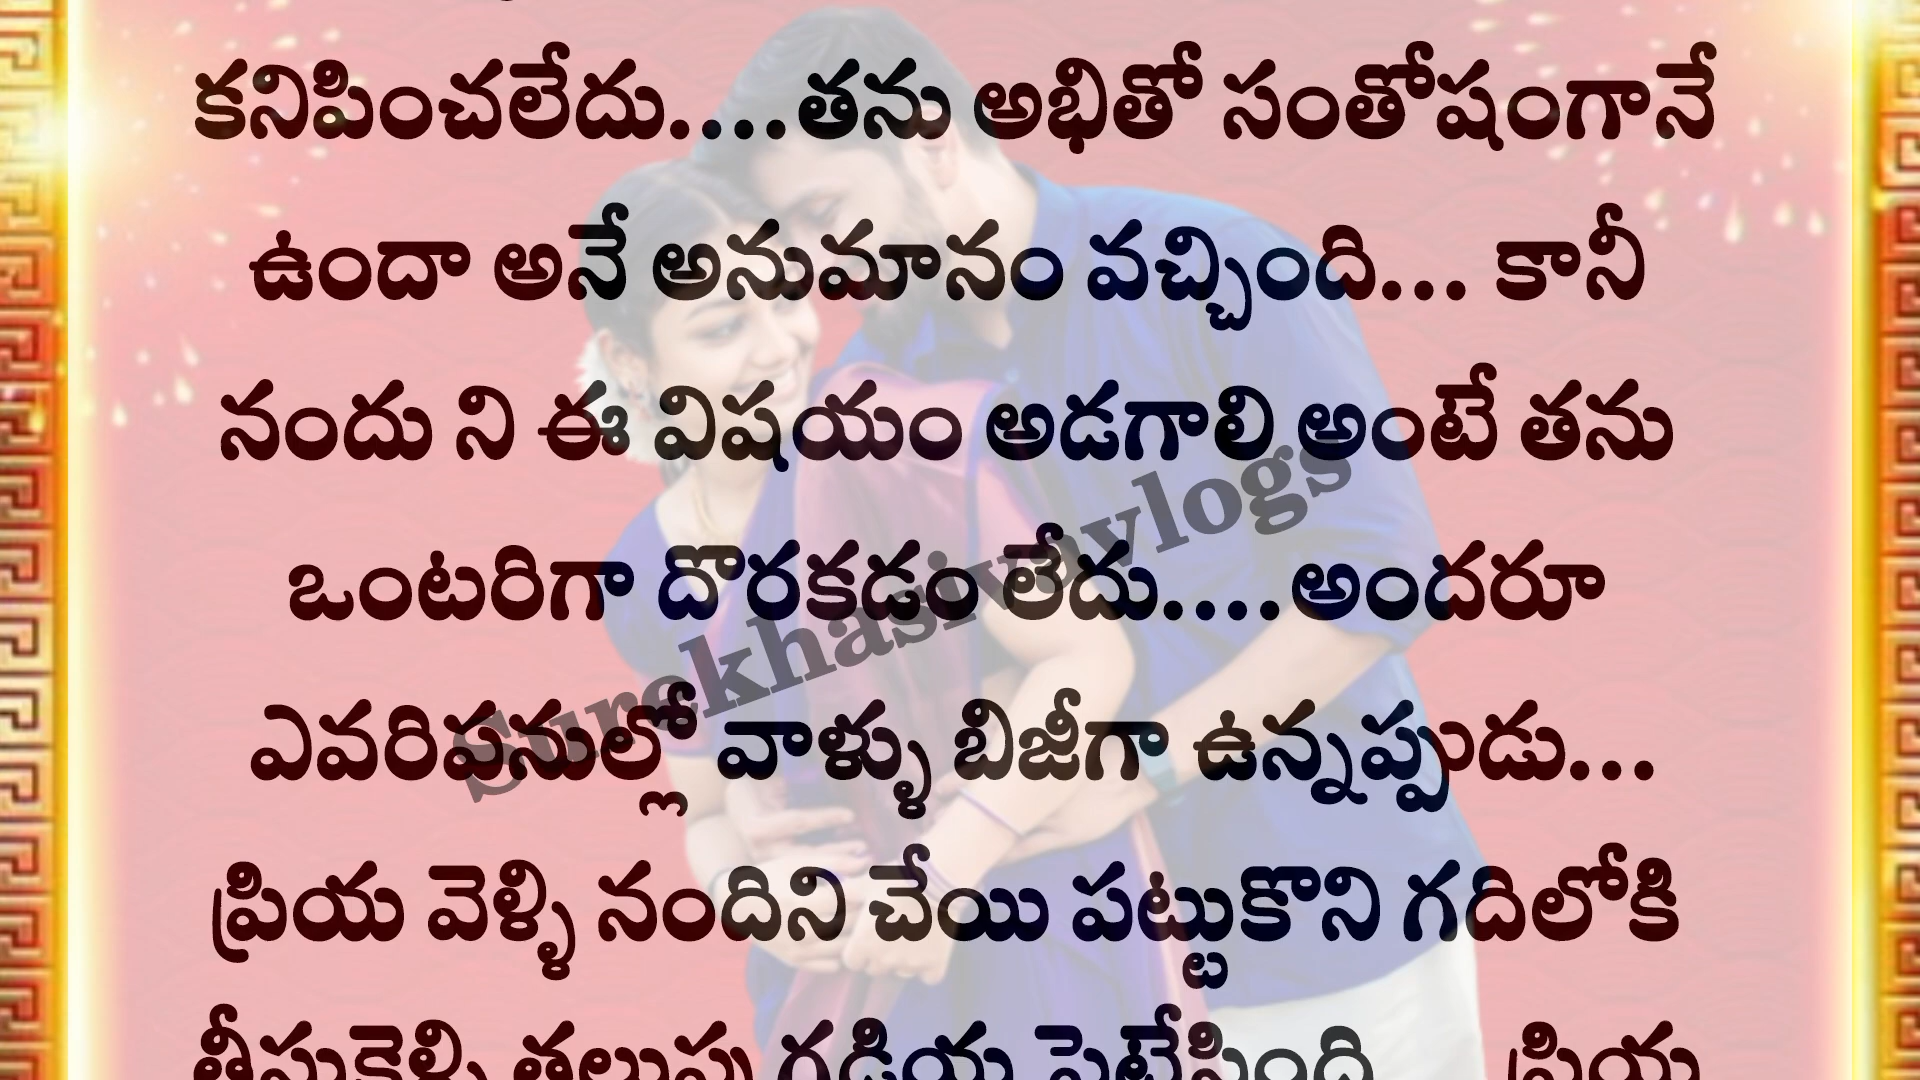 కనిపించలేదు....తను అభితో సంతోషంగానే
ఉందా అనే అనుమానం వచ్చింది... కానీ
నందు ని ఈ విషయం అడగాలి అంటే తను
ఒంటరిగా దొరకడం లేదు....అందరూ
ఎవరిపనుల్లో వాళ్ళు బిజీగా ఉన్నప్పుడు...
ప్రియ వెళ్ళి నందిని చేయి పట్టుకొని గదిలోకి
తీసుకెళ్ళి తలుపు గడియ పెట్టేసింది.... ప్రియ
Surekhasivavlogs